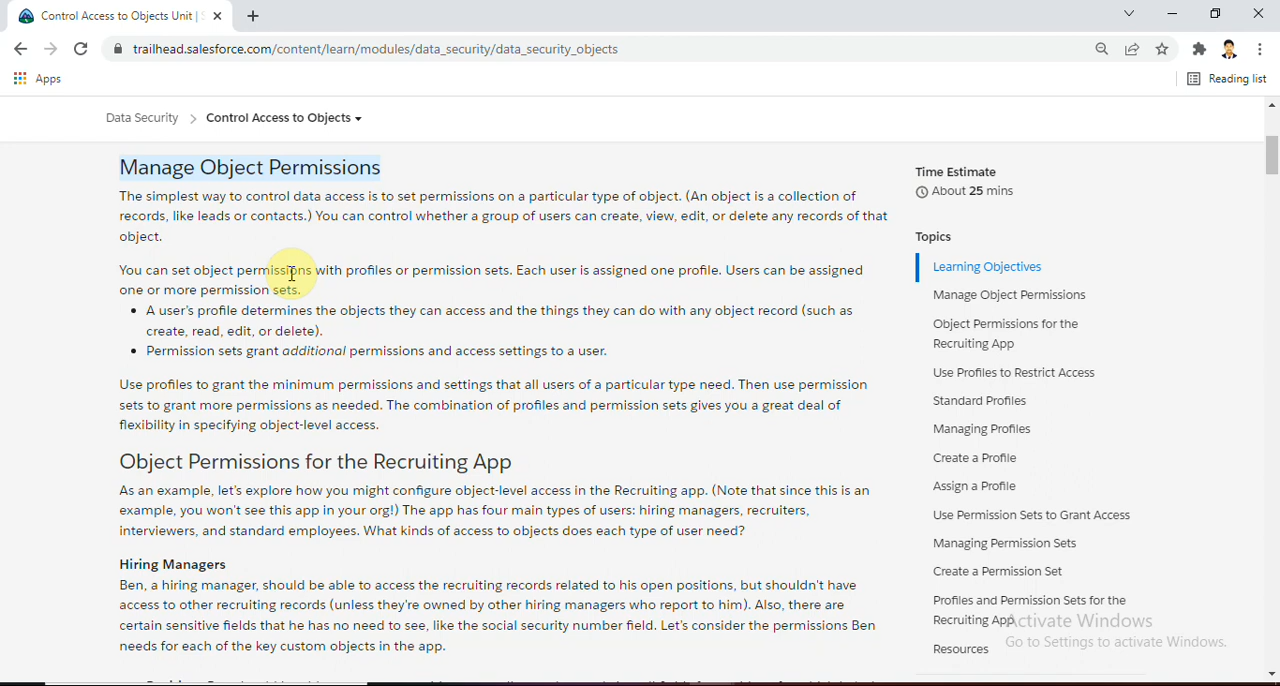 Control Access to Objects Unit | S
trailhead.salesforce.com/content/learn/modules/data_security/data_security_objects
Apps
Reading list
Data Security > Control Access to Objects
Manage Object Permissions
The simplest way to control data access is to set permissions on a particular type of object. (An object is a collection of
records, like leads or contacts.) You can control whether a group of users can create, view, edit, or delete any records of that
object.
You can set object permissions with profiles or permission sets. Each user is assigned one profile. Users can be assigned
one or more permission sets.
• A user's profile determines the objects they can access and the things they can do with any object record (such as
create, read, edit, or delete).
• Permission sets grant additional permissions and access settings to a user.
Use profiles to grant the minimum permissions and settings that all users of a particular type need. Then use permission
sets to grant more permissions as needed. The combination of profiles and permission sets gives you a great deal of
flexibility in specifying object-level access.
Object Permissions for the Recruiting App
As an example, let's explore how you might configure object-level access in the Recruiting app. (Note that since this is an
example, you won't see this app in your org!) The app has four main types of users: hiring managers, recruiters,
interviewers, and standard employees. What kinds of access to objects does each type of user need?
Hiring Managers
Ben, a hiring manager, should be able to access the recruiting records related to his open positions, but shouldn't have
access to other recruiting records (unless they're owned by other hiring managers who report to him). Also, there are
certain sensitive fields that he has no need to see, like the social security number field. Let's consider the permissions Ben
needs for each of the key custom objects in the app.
Time Estimate
About 25 mins
Topics
Learning Objectives
Manage Object Permissions
Object Permissions for the
Recruiting App
Use Profiles to Restrict Access
Standard Profiles
Managing Profiles
Create a Profile
Assign a Profile
Use Permission Sets to Grant Access
Managing Permission Sets
Create a Permission Set
Profiles and Permission Sets for the
Recruiting App
Resources
Activate Windows
Go to Settings to activate Windows.